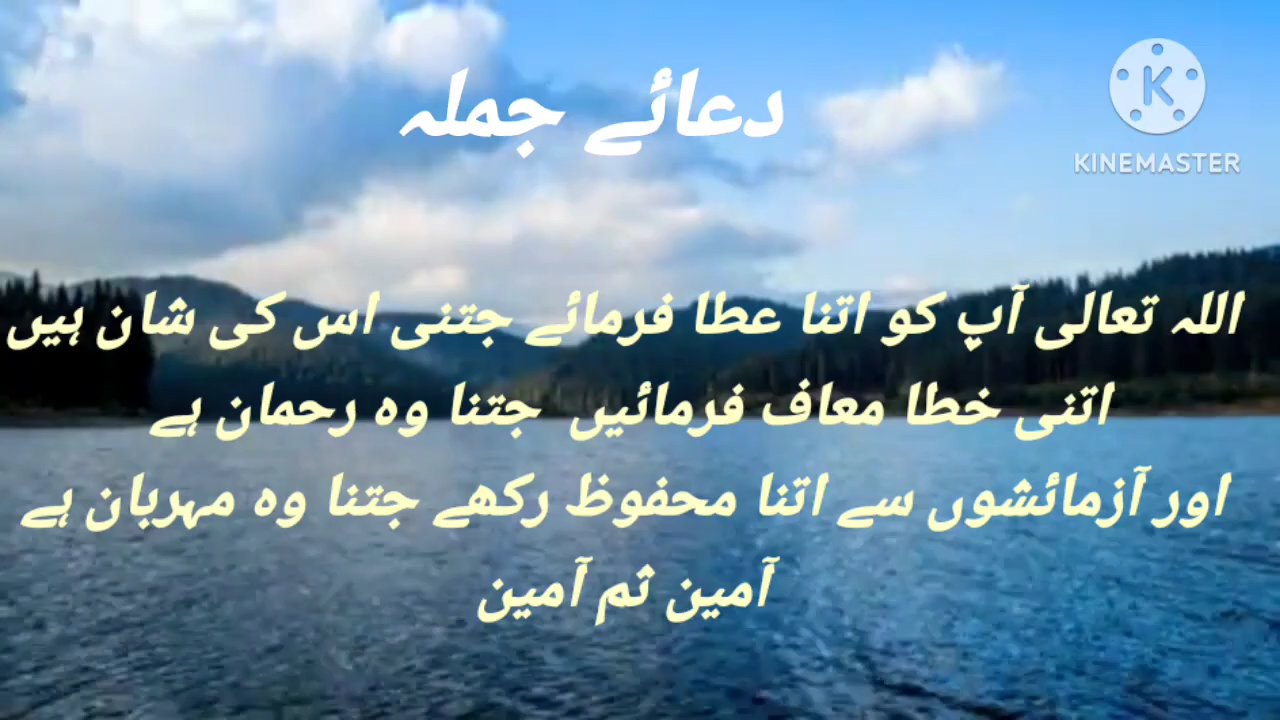 دعائے جملہ
KINEMASTER
اللہ تعالی آپ کو اتنا عطا فرمائے جتنی اس کی شان ہیں
اتنی خطا معاف فرمائیں جتنا وہ رحمان ہے
اور آزمائشوں سے اتنا محفوظ رکھے جتنا وہ مہربان ہے
آمین ثم آمین